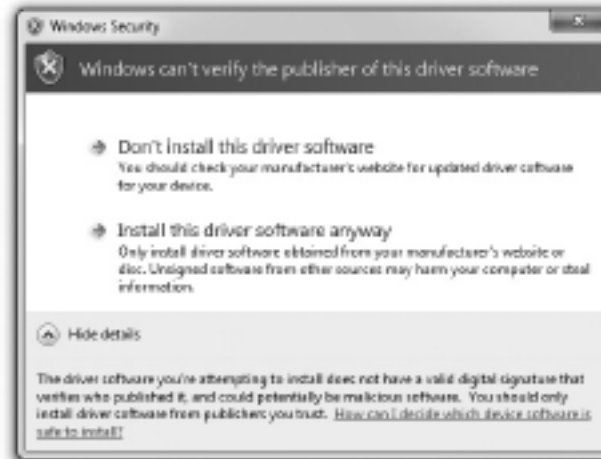 Windows Security
Windows can't verify the publisher of this driver software
Don't install this driver software
You should check your manufacturer's website for updated driver software
for your device.
Install this driver software anyway
Only install driver software obtained from your manufacturer's website or
disc. Unsigned software from other sources may harm your computer or steal
information.
Hide details
The driver software you're attempting to install does not have a valid digital signature that
verifies who published it, and could potentially be malicious software. You should only
install driver software from publishers you trust. How can I decide which device software is
safe to install?